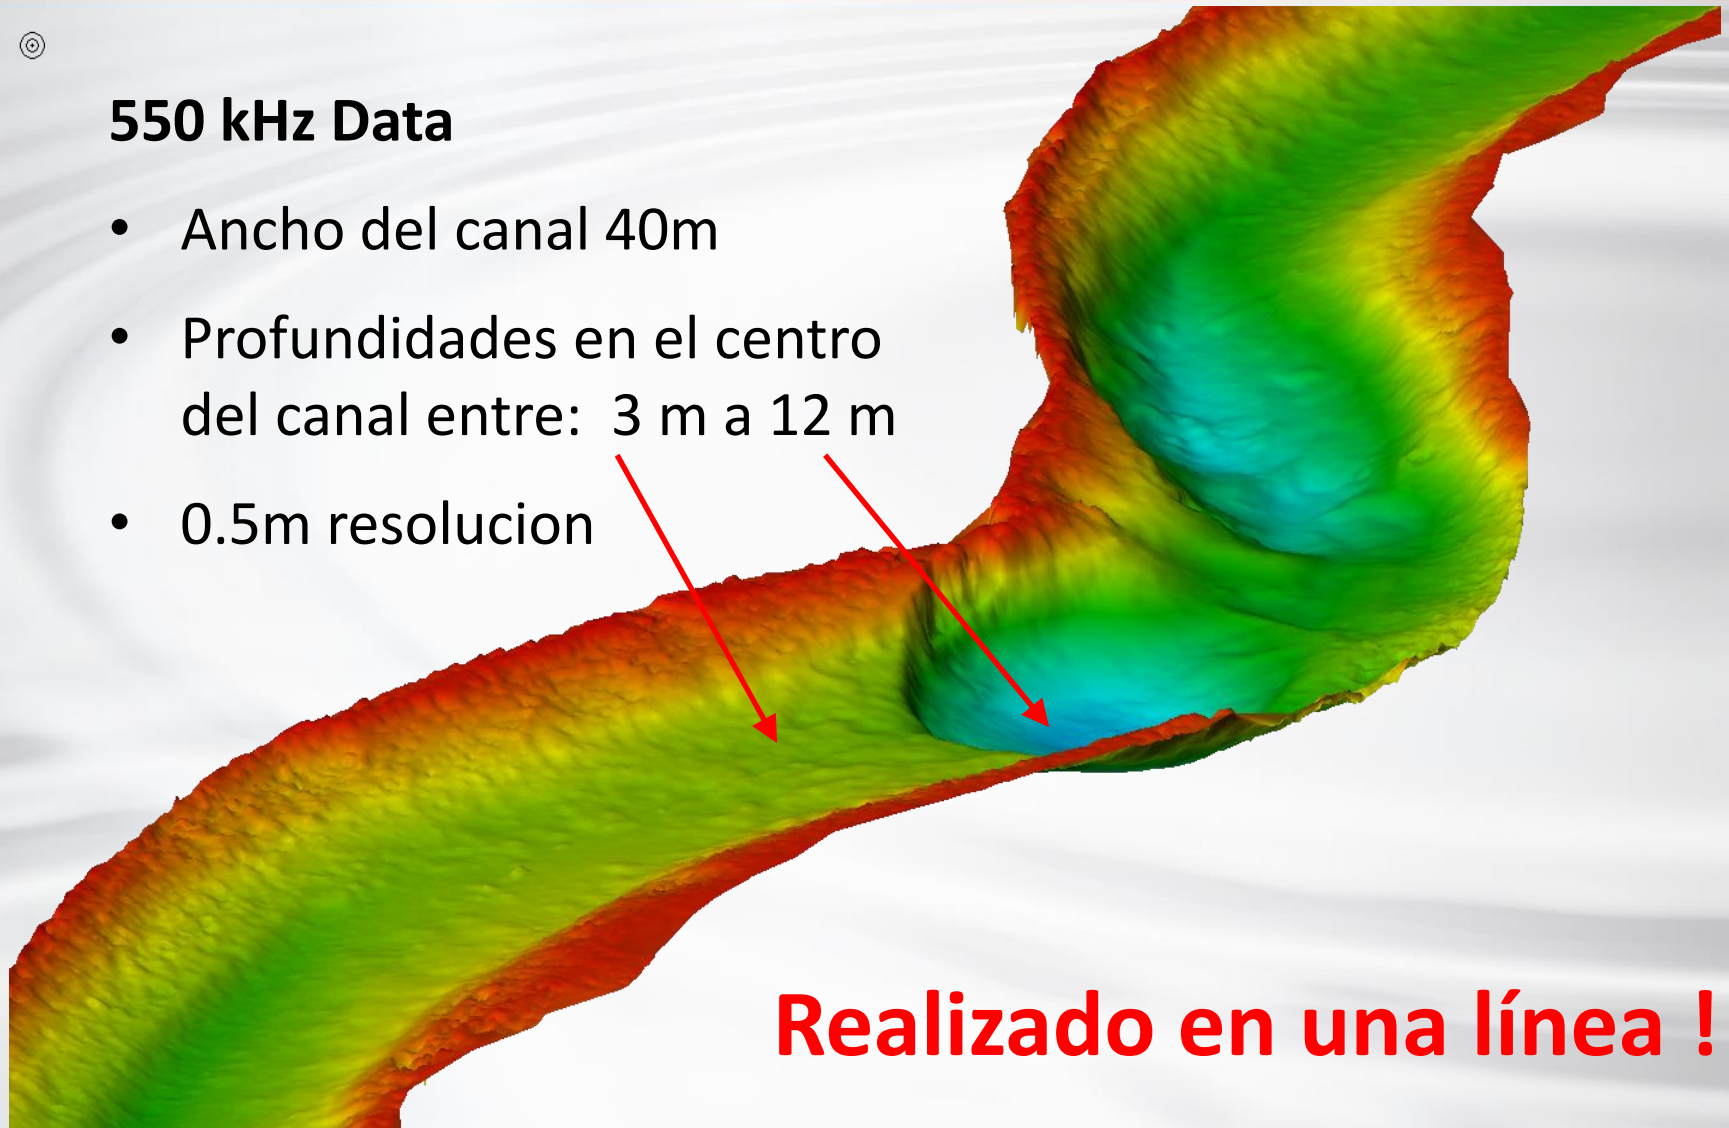 550 kHz Data
• Ancho del canal 40m
• Profundidades en el centro
del canal entre: 3 m a 12 m
• 0.5m resolucion
Realizado en una línea !